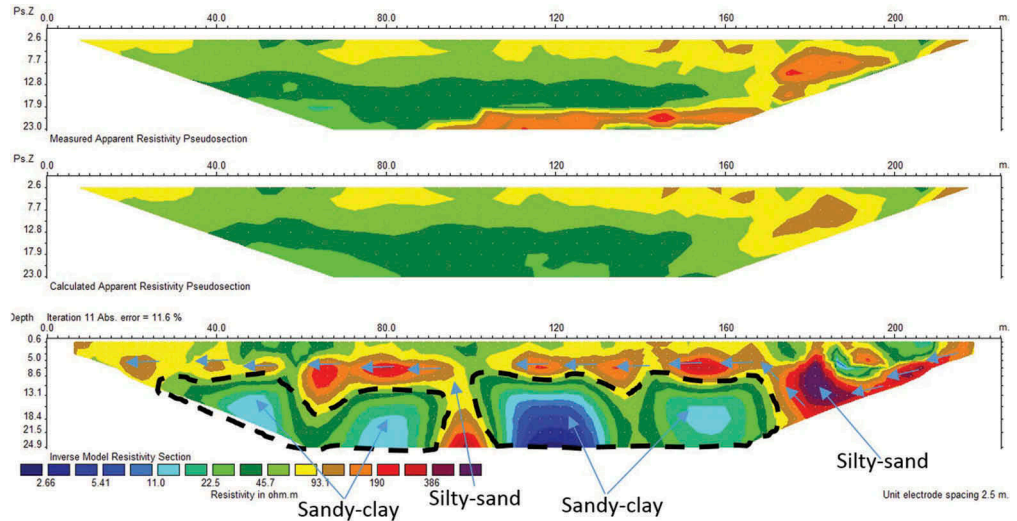 Ps.Z 0.0 40.0 80.0 120 160 200 m.
2.6
7.7
12.8
17.9
23.0
Measured Apparent Resistivity Pseudosection
Ps.Z 0.0 40.0 80.0 120 160 200 m.
2.6
7.7
12.8
17.9
23.0
Calculated Apparent Resistivity Pseudosection
Depth Iteration 11 Abs. error = 11.6 %
0.0 40.0 80.0 120 160 200 m.
0.6
5.0
8.6
13.1
18.4
24.9
Inverse Model Resistivity Section
2.66 5.41 11.0 22.5 45.7 93.1 190 386
Resistivity in ohm.m
Sandy-clay
Silty-sand
Sandy-clay
Silty-sand
Unit electrode spacing 2.5 m.